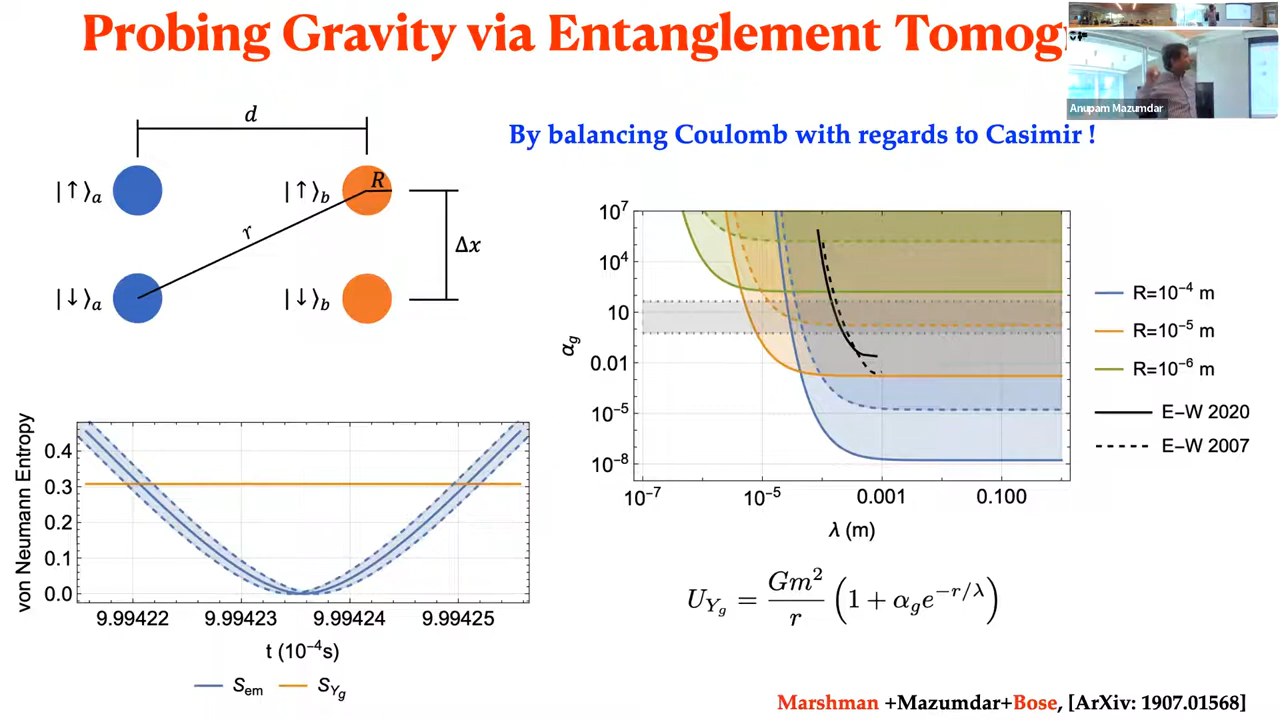 Probing Gravity via Entanglement Tomogr
Anupam Mazumdar
By balancing Coulomb with regards to Casimir !
d
|↑⟩a
|↑⟩b
R
r
Δx
|↓⟩a
|↓⟩b
10⁷
10⁴
10
0.01
10⁻⁵
10⁻⁸
αg
10⁻⁷
10⁻⁵
0.001
0.100
λ (m)
R=10⁻⁴ m
R=10⁻⁵ m
R=10⁻⁶ m
E–W 2020
E–W 2007
von Neumann Entropy
0.4
0.3
0.2
0.1
0.0
9.99422
9.99423
9.99424
9.99425
t (10⁻⁴s)
Sem
SYg
UYg = Gm²/r (1 + αg e^(−r/λ))
Marshman +Mazumdar+Bose, [ArXiv: 1907.01568]